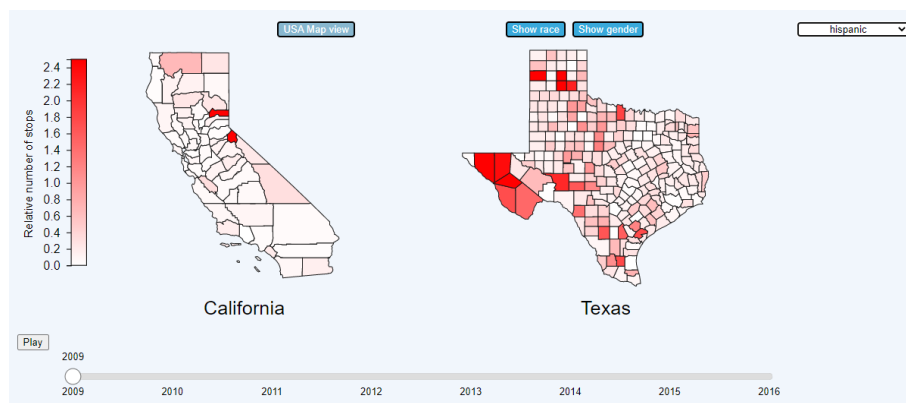 USA Map view
Show race
Show gender
hispanic
Relative number of stops
2.4
2.2
2.0
1.8
1.6
1.4
1.2
1.0
0.8
0.6
0.4
0.2
0.0
California
Texas
Play
2009
2009 2010 2011 2012 2013 2014 2015 2016